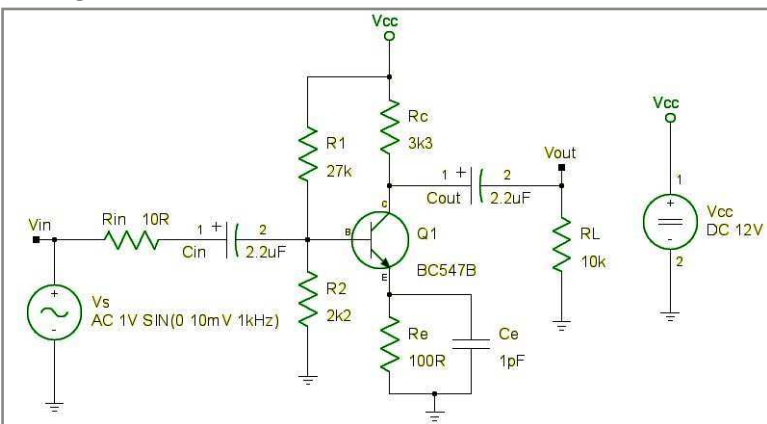 Vcc
R1
27k
Rc
3k3
Vcc
Vout
1 + 2
Cout 2.2uF
C
Vin
Rin 10R
1 + 2
Cin 2.2uF
B
Q1
E
BC547B
RL
10k
1
+
Vcc
DC 12V
-
2
R2
2k2
+
Vs
AC 1V SIN(0 10mV 1kHz)
-
Re
100R
Ce
1pF